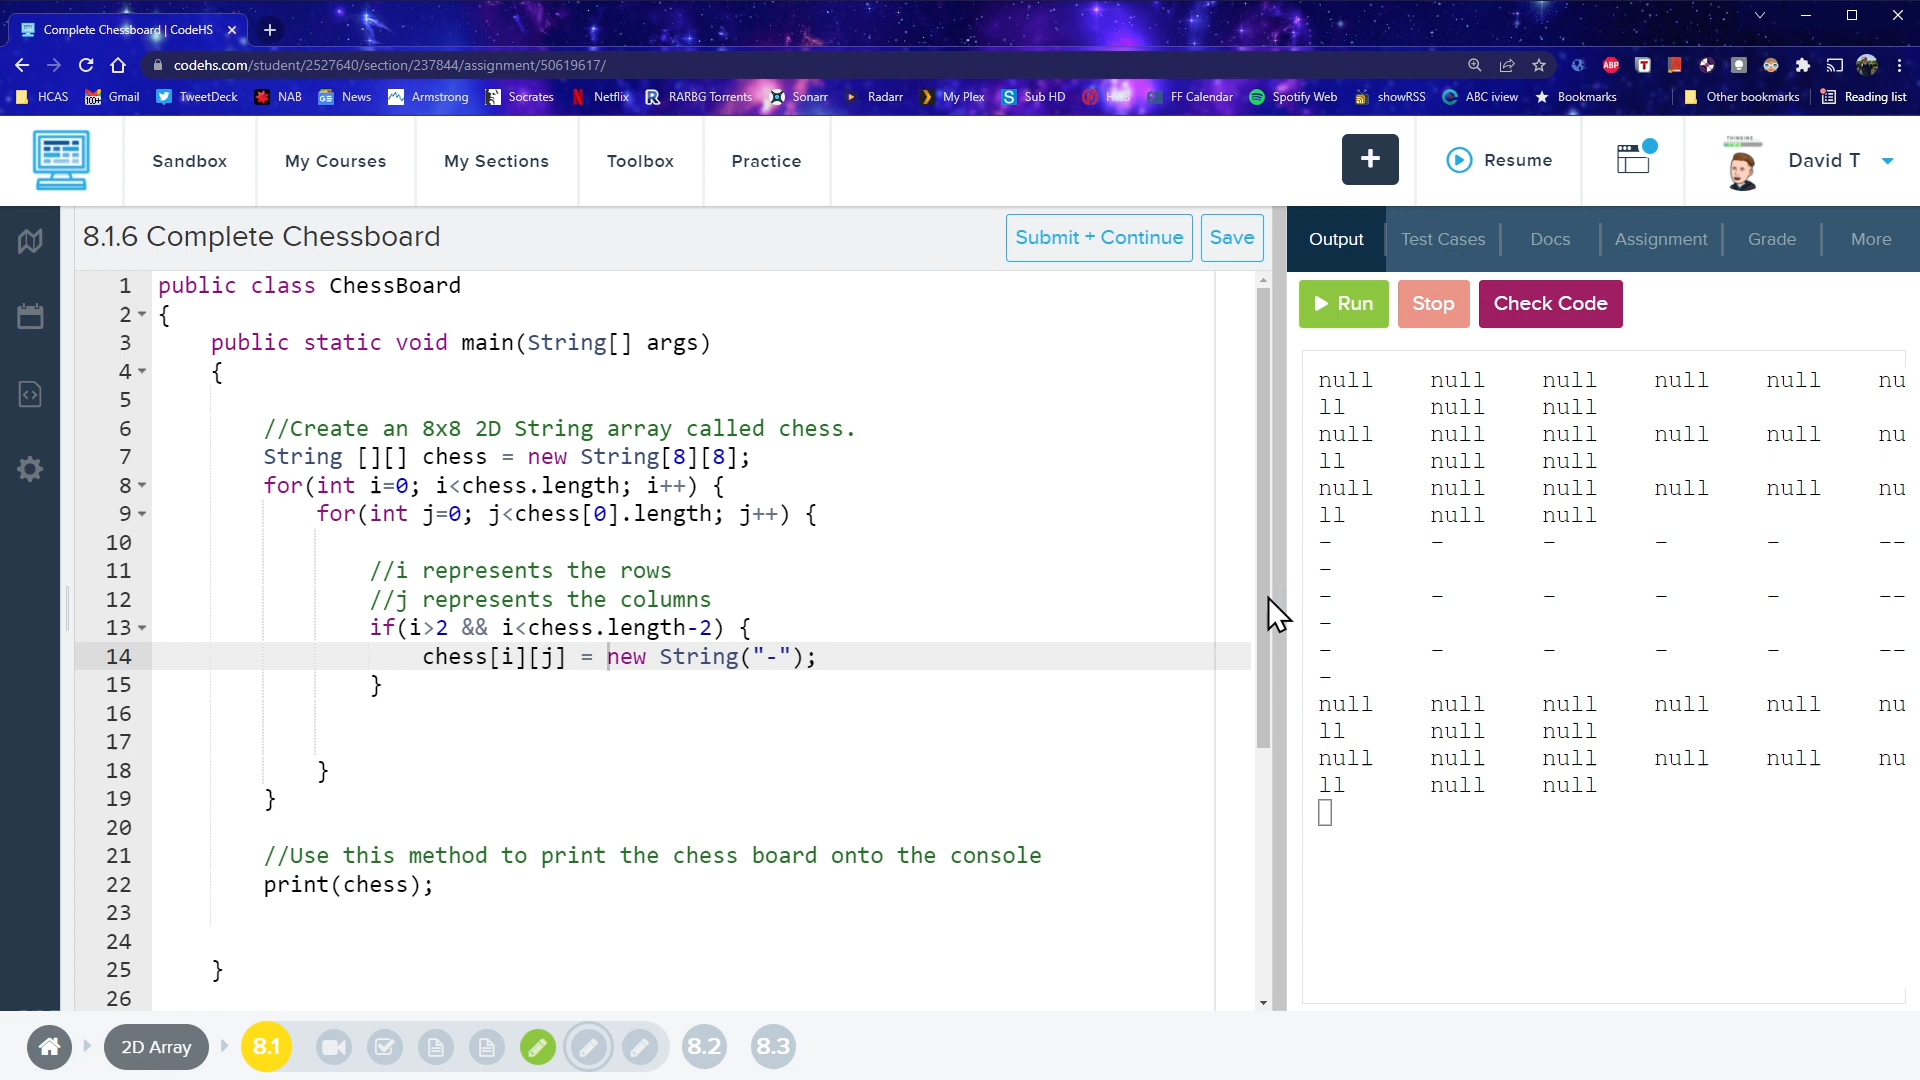 Complete Chessboard | CodeHS
codehs.com/student/2527640/section/237844/assignment/50619617/
HCAS Gmail TweetDeck NAB News Armstrong Socrates Netflix RARBG Torrents Sonarr Radarr My Plex Sub HD FF Calendar Spotify Web showRSS ABC iview Bookmarks Other bookmarks Reading list
Sandbox My Courses My Sections Toolbox Practice + Resume David T
8.1.6 Complete Chessboard Submit + Continue Save
Output Test Cases Docs Assignment Grade More
Run Stop Check Code
1 public class ChessBoard
2 {
3 public static void main(String[] args)
4 {
5
6 //Create an 8x8 2D String array called chess.
7 String [][] chess = new String[8][8];
8 for(int i=0; i<chess.length; i++) {
9 for(int j=0; j<chess[0].length; j++) {
10
11 //i represents the rows
12 //j represents the columns
13 if(i>2 && i<chess.length-2) {
14 chess[i][j] = new String("-");
15 }
16
17
18 }
19 }
20
21 //Use this method to print the chess board onto the console
22 print(chess);
23
24
25 }
26
null null null null null nu
ll null null
null null null null null nu
ll null null
null null null null null nu
ll null null
- - - - - --
-
- - - - - --
-
- - - - - --
-
null null null null null nu
ll null null
null null null null null nu
ll null null
2D Array 8.1 8.2 8.3